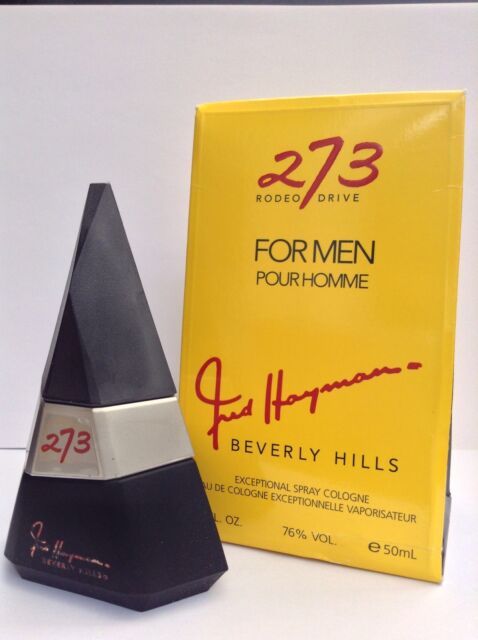 273
RODEO DRIVE
FOR MEN
POUR HOMME
Fred Hayman
BEVERLY HILLS
EXCEPTIONAL SPRAY COLOGNE
DE COLOGNE EXCEPTIONNELLE VAPORISATEUR
OZ.
76% VOL.
e 50mL
273
Fred Hayman
BEVERLY HILLS